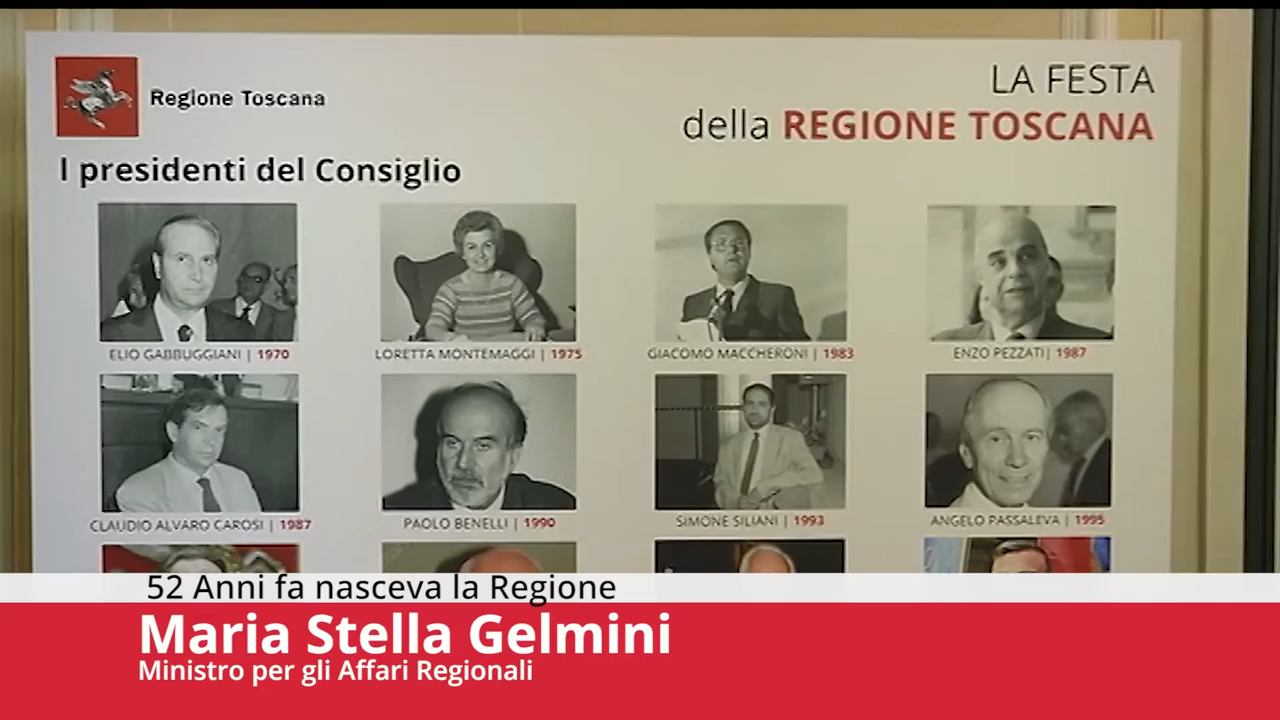 Regione Toscana
LA FESTA
della REGIONE TOSCANA
I presidenti del Consiglio
ELIO GABBUGGIANI | 1970
LORETTA MONTEMAGGI | 1975
GIACOMO MACCHERONI | 1983
ENZO PEZZATI| 1987
CLAUDIO ALVARO CAROSI | 1987
PAOLO BENELLI | 1990
SIMONE SILIANI | 1993
ANGELO PASSALEVA | 1995
52 Anni fa nasceva la Regione
Maria Stella Gelmini
Ministro per gli Affari Regionali